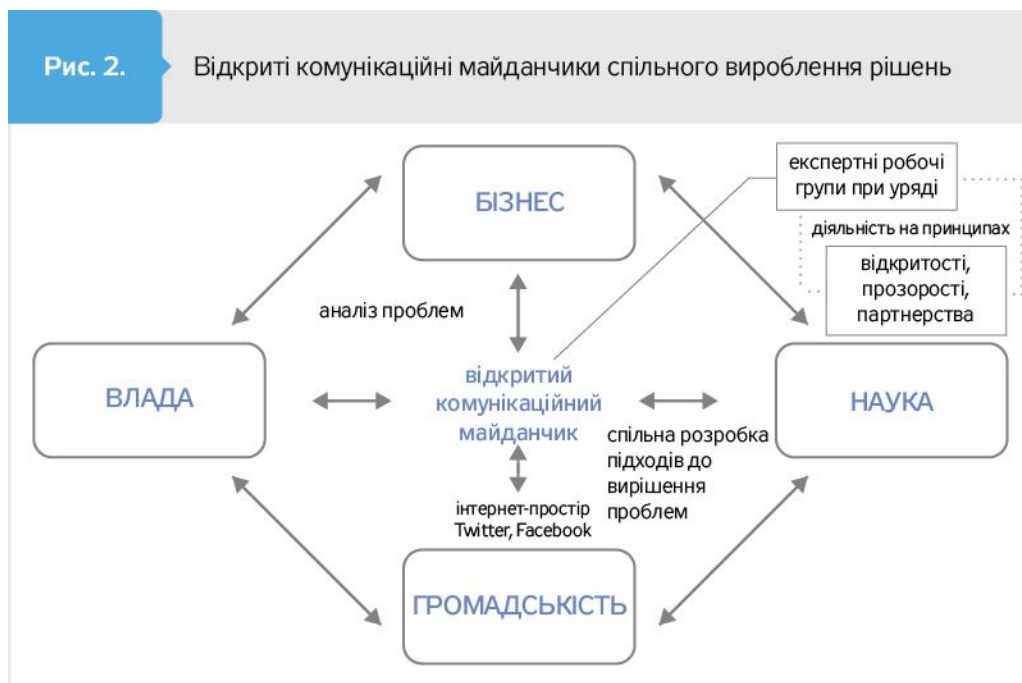 Рис. 2.
Відкриті комунікаційні майданчики спільного вироблення рішень
БІЗНЕС
експертні робочі
групи при уряді
діяльність на принципах
відкритості,
прозорості,
партнерства
аналіз проблем
ВЛАДА
відкритий
комунікаційний
майданчик
НАУКА
спільна розробка
підходів до
вирішення
проблем
інтернет-простір
Twitter, Facebook
ГРОМАДСЬКІСТЬ